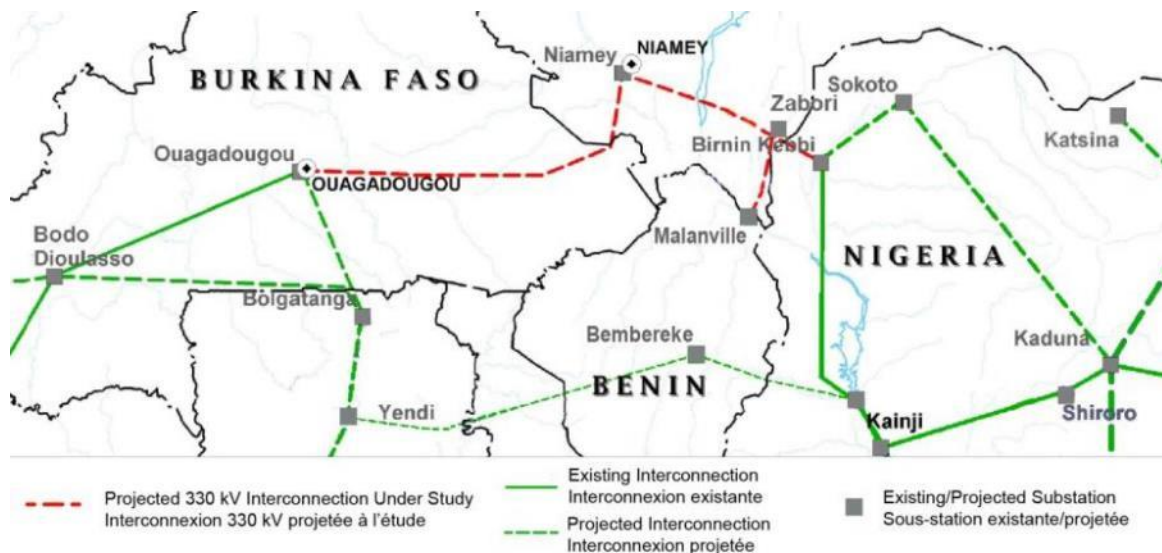 Niamey
NIAMEY
BURKINA FASO
Zabori
Sokoto
Katsina
Birnin Kebbi
Ouagadougou
OUAGADOUGOU
Malanville
Bodo
Dioulasso
NIGERIA
Bolgatanga
Bembereke
Kaduna
BENIN
Yendi
Kainji
Shiroro
Projected 330 kV Interconnection Under Study
Interconnexion 330 kV projetée à l'étude
Existing Interconnection
Interconnexion existante
Projected Interconnection
Interconnexion projetée
Existing/Projected Substation
Sous-station existante/projetée